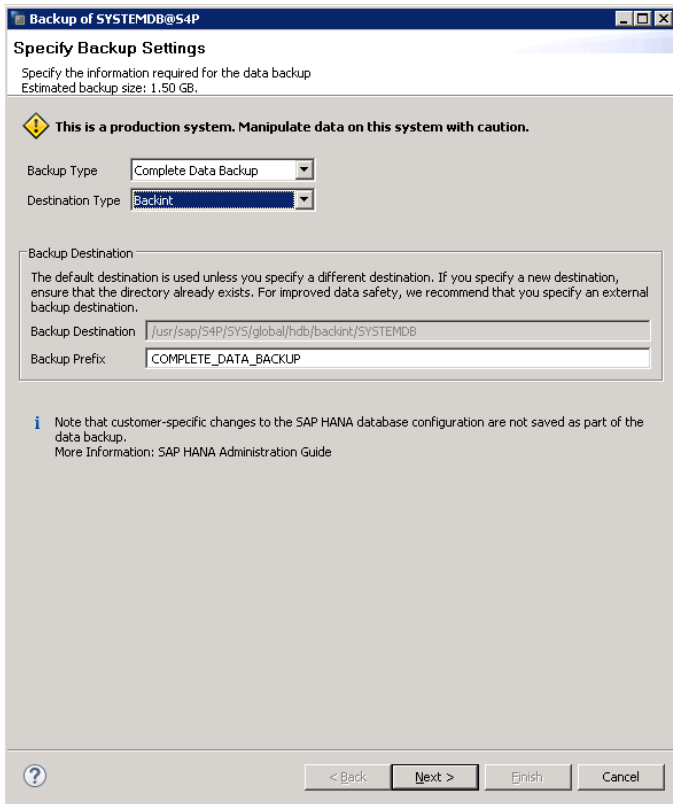 Backup of SYSTEMDB@S4P
Specify Backup Settings
Specify the information required for the data backup
Estimated backup size: 1.50 GB.
This is a production system. Manipulate data on this system with caution.
Backup Type Complete Data Backup
Destination Type Backint
Backup Destination
The default destination is used unless you specify a different destination. If you specify a new destination,
ensure that the directory already exists. For improved data safety, we recommend that you specify an external
backup destination.
Backup Destination /usr/sap/S4P/SYS/global/hdb/backint/SYSTEMDB
Backup Prefix COMPLETE_DATA_BACKUP
i Note that customer-specific changes to the SAP HANA database configuration are not saved as part of the
data backup.
More Information: SAP HANA Administration Guide
? < Back Next > Finish Cancel